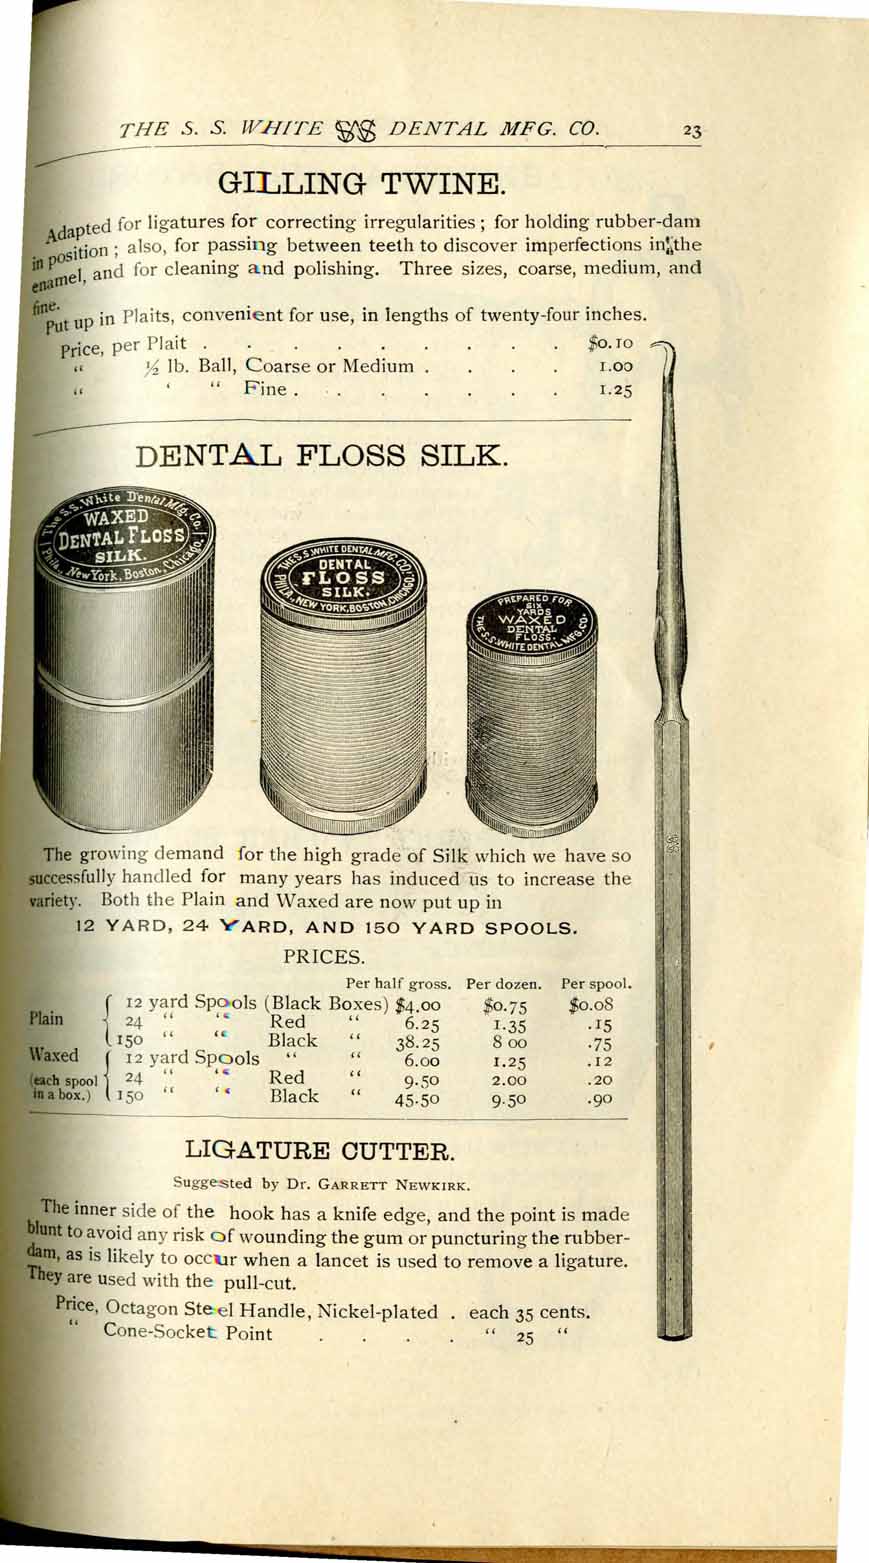 THE S. S. WHITE SSW DENTAL MFG. CO. 23
GILLING TWINE.
Adapted for ligatures for correcting irregularities ; for holding rubber-dam
in position ; also, for passing between teeth to discover imperfections in the
enamel, and for cleaning and polishing. Three sizes, coarse, medium, and
fine.
Put up in Plaits, convenient for use, in lengths of twenty-four inches.
Price, per Plait . . . . . . . . . $0.10
“ ½ lb. Ball, Coarse or Medium . . . . 1.00
“ ‘ “ Fine . . . . . . . 1.25
DENTAL FLOSS SILK.
The S.S. White Dental Mfg. Co.
WAXED
DENTAL FLOSS
SILK.
Phila., New York, Boston, Chicago.
THE S.S. WHITE DENTAL MFG CO.
DENTAL
FLOSS
SILK.
PHILA., NEW YORK, BOSTON, CHICAGO.
PREPARED FOR
SIX
YARDS
WAXED
DENTAL
FLOSS.
THE S.S. WHITE DENTAL MFG. CO.
The growing demand for the high grade of Silk which we have so
successfully handled for many years has induced us to increase the
variety. Both the Plain and Waxed are now put up in
12 YARD, 24 YARD, AND 150 YARD SPOOLS.
PRICES.
Per half gross. Per dozen. Per spool.
12 yard Spools (Black Boxes) $4.00 $0.75 $0.08
Plain 24 “ “ Red “ 6.25 1.35 .15
150 “ “ Black “ 38.25 8 00 .75
Waxed 12 yard Spools “ “ 6.00 1.25 .12
(each spool 24 “ “ Red “ 9.50 2.00 .20
in a box.) 150 “ “ Black “ 45.50 9.50 .90
LIGATURE CUTTER.
Suggested by Dr. GARRETT NEWKIRK.
The inner side of the hook has a knife edge, and the point is made
blunt to avoid any risk of wounding the gum or puncturing the rubber-
dam, as is likely to occur when a lancet is used to remove a ligature.
They are used with the pull-cut.
Price, Octagon Steel Handle, Nickel-plated . each 35 cents.
“ Cone-Socket Point . . . . “ 25 “